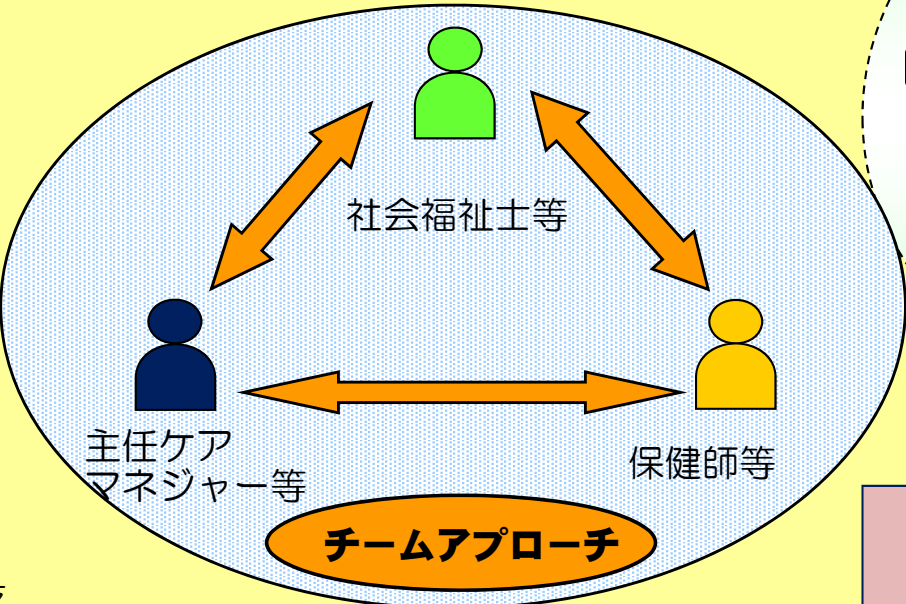 社会福祉士等
主任ケア
マネジャー等
保健師等
チームアプローチ